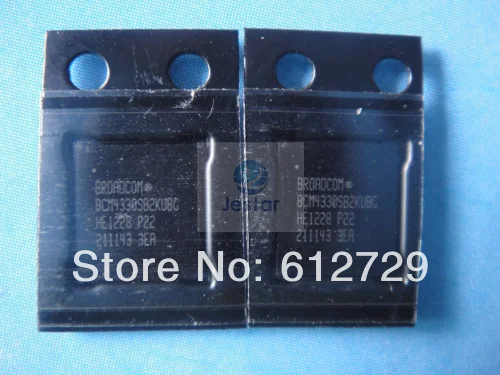 BROADCOM®
BCM4330SB2KUBG
HE1228 P22
211143 3EA
BROADCOM®
BCM4330SB2KUBG
HE1228 P22
211143 3EA
Jestar
Store No.: 612729